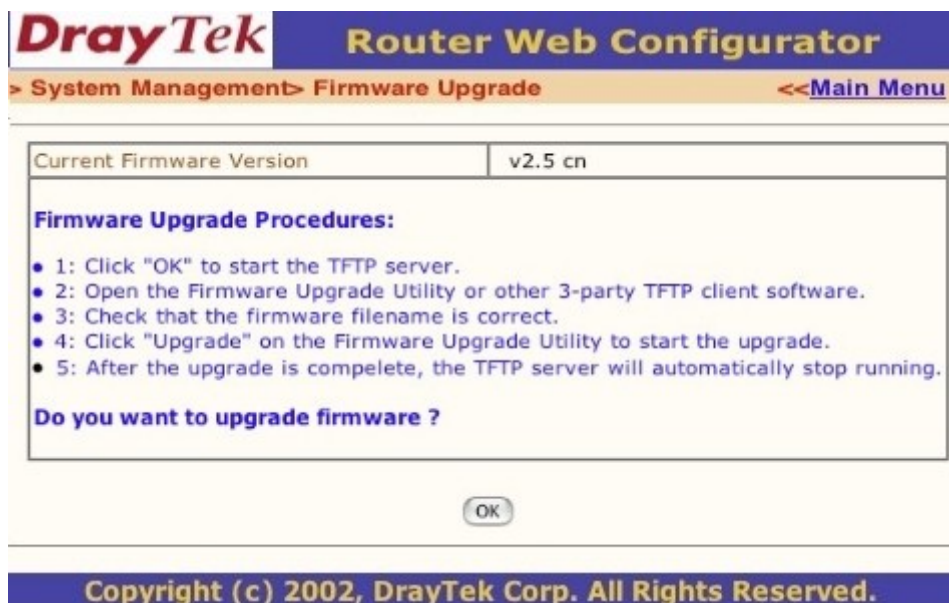 DrayTek Router Web Configurator
> System Management> Firmware Upgrade <<Main Menu
Current Firmware Version v2.5 cn
Firmware Upgrade Procedures:
• 1: Click "OK" to start the TFTP server.
• 2: Open the Firmware Upgrade Utility or other 3-party TFTP client software.
• 3: Check that the firmware filename is correct.
• 4: Click "Upgrade" on the Firmware Upgrade Utility to start the upgrade.
• 5: After the upgrade is compelete, the TFTP server will automatically stop running.
Do you want to upgrade firmware ?
OK
Copyright (c) 2002, DrayTek Corp. All Rights Reserved.